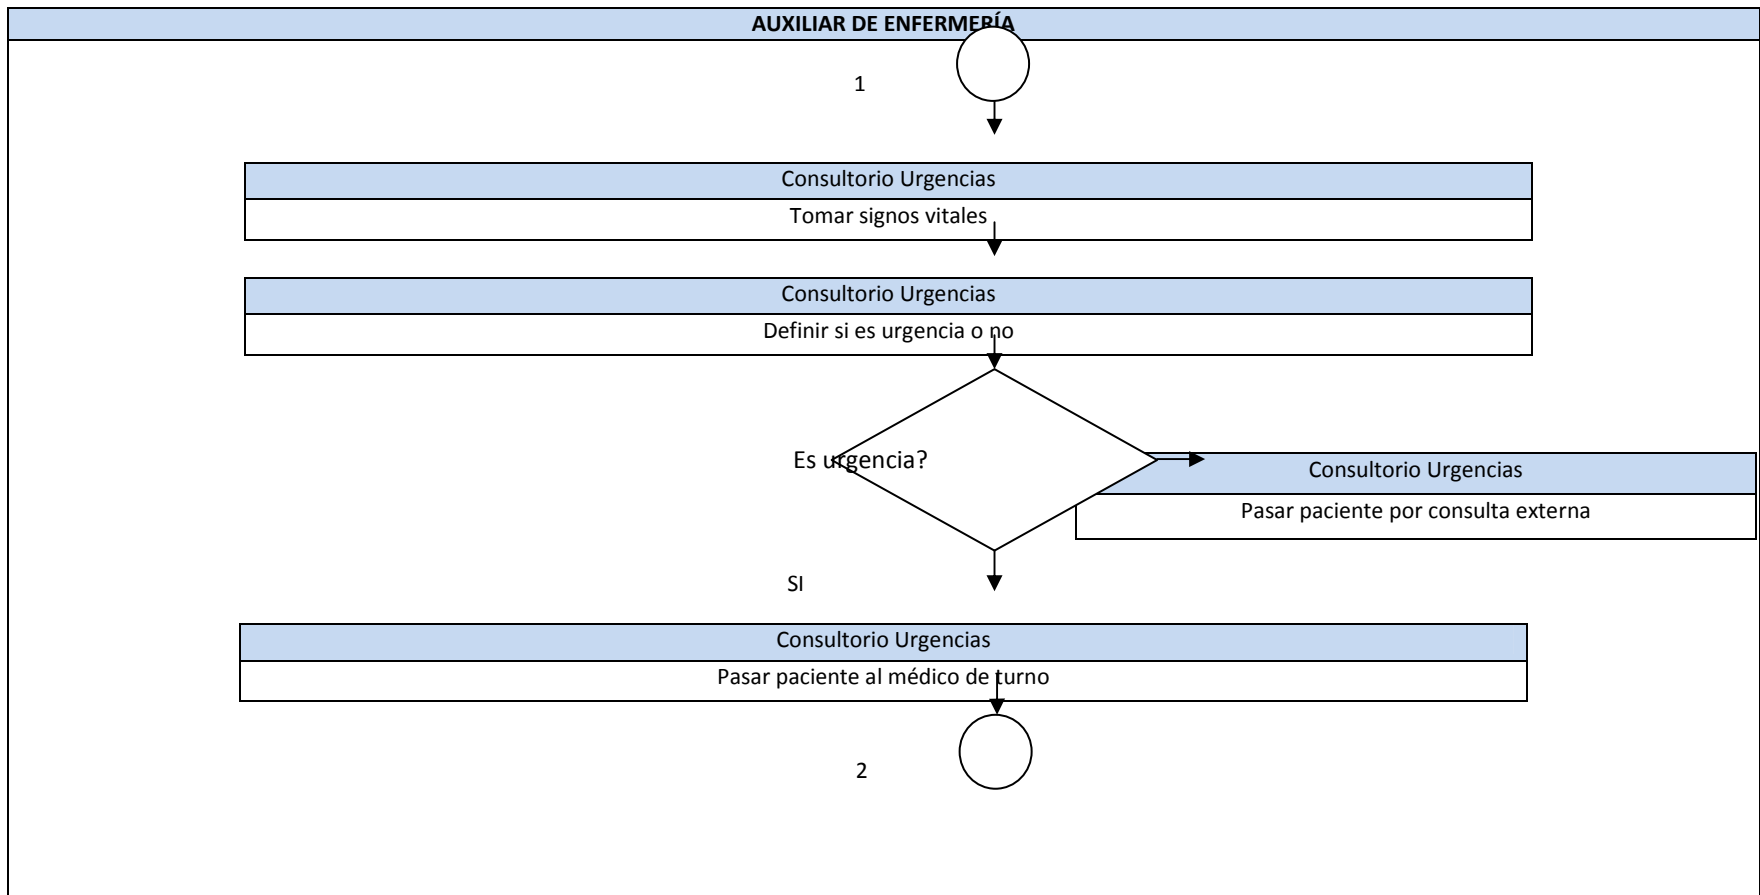 AUXILIAR DE ENFERMERÍA
1
Consultorio Urgencias
Tomar signos vitales
Consultorio Urgencias
Definir si es urgencia o no
Es urgencia?
Consultorio Urgencias
Pasar paciente por consulta externa
SI
Consultorio Urgencias
Pasar paciente al médico de turno
2